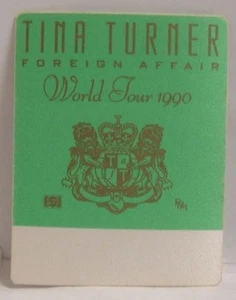 TINA TURNER
FOREIGN AFFAIR
World Tour 1990